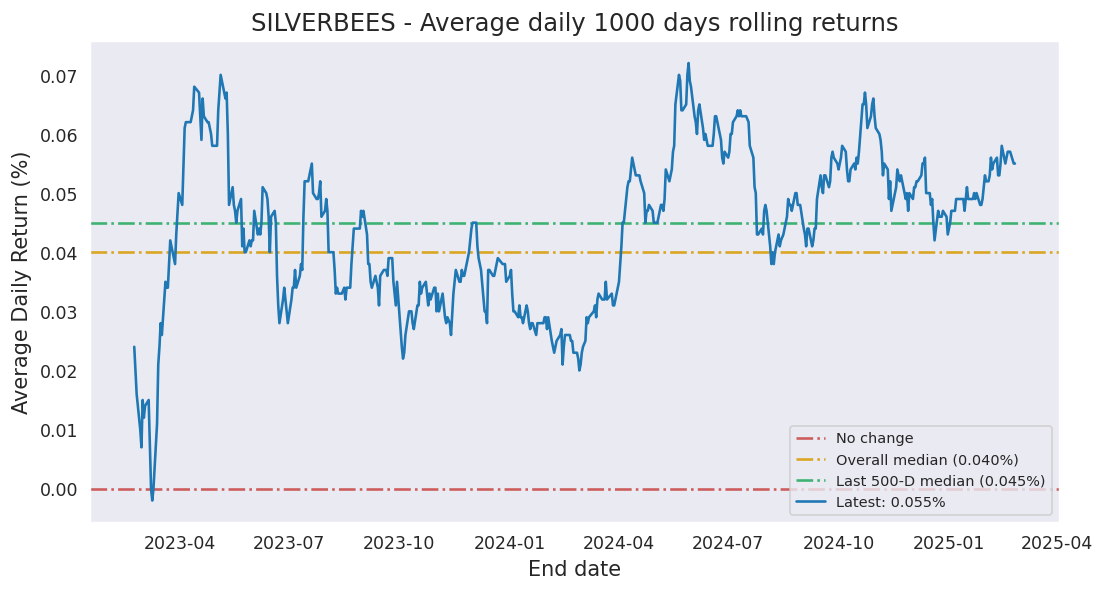 SILVERBEES - Average daily 1000 days rolling returns
Average Daily Return (%)
0.07
0.06
0.05
0.04
0.03
0.02
0.01
0.00
No change
Overall median (0.040%)
Last 500-D median (0.045%)
Latest: 0.055%
2023-04 2023-07 2023-10 2024-01 2024-04 2024-07 2024-10 2025-01 2025-04
End date